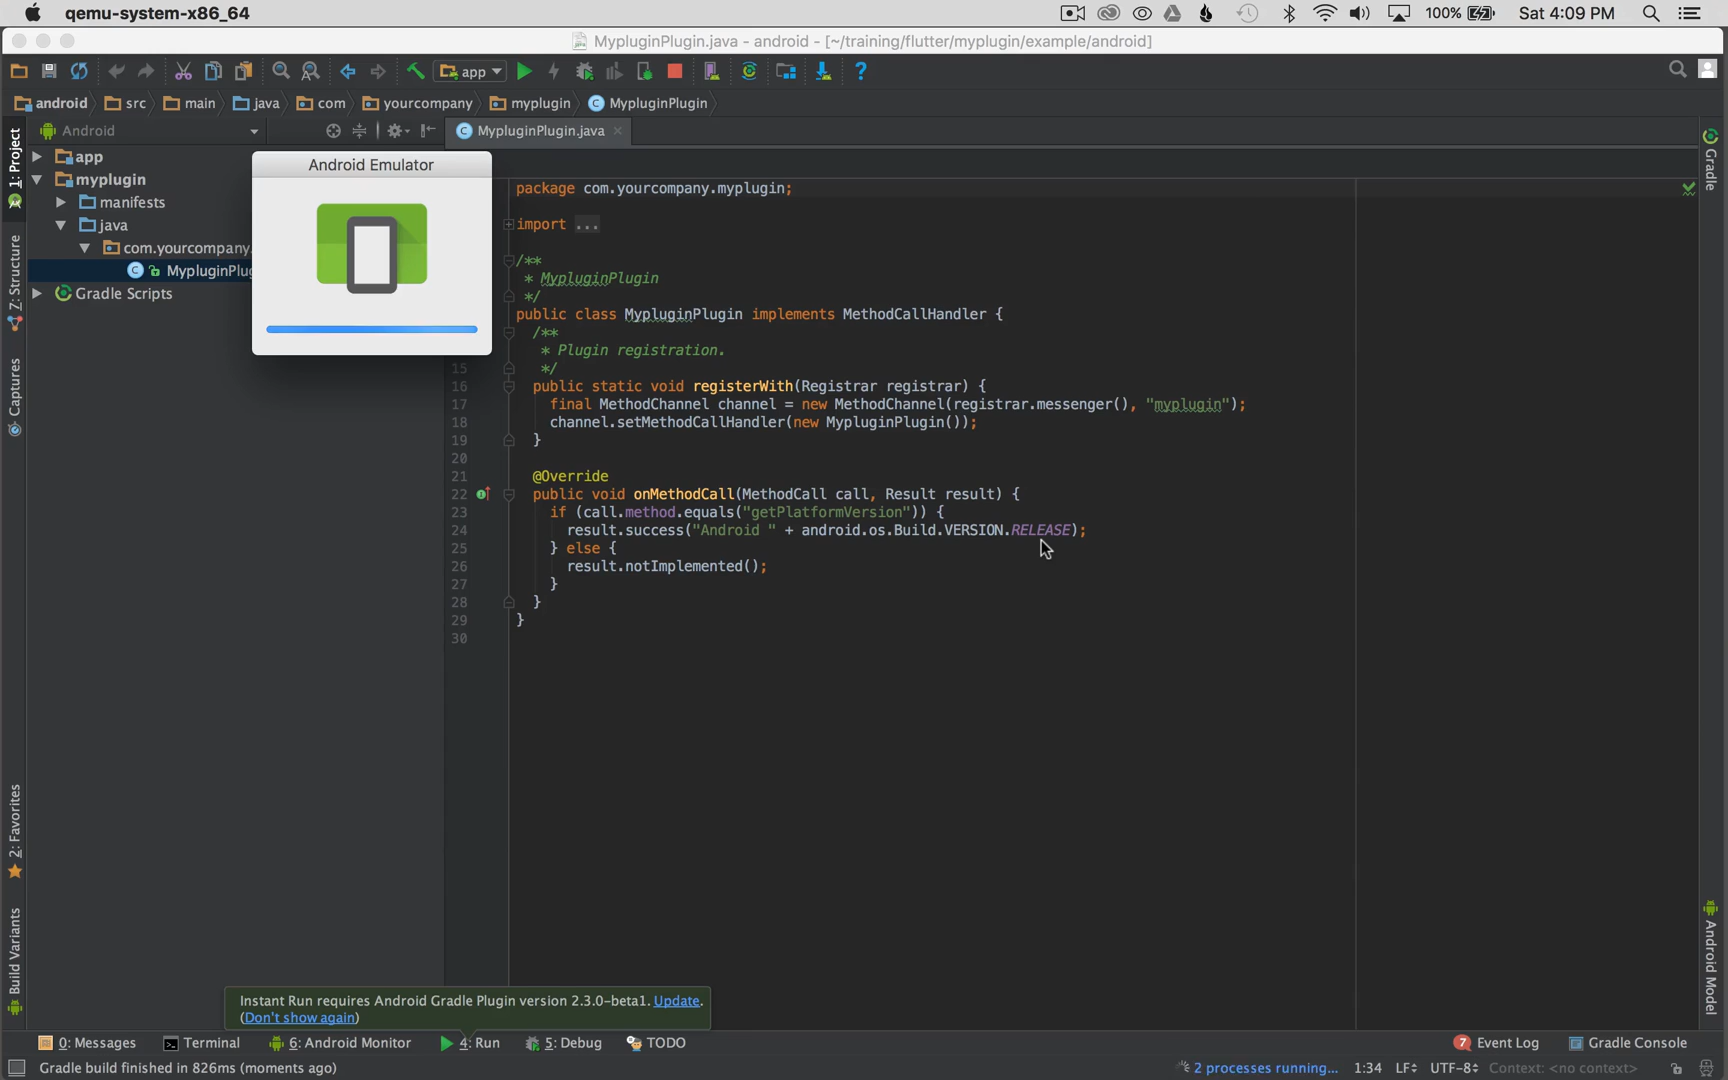 qemu-system-x86_64
100%
Sat 4:09 PM
MypluginPlugin.java - android - [~/training/flutter/myplugin/example/android]
app
?
android
src
main
java
com
yourcompany
myplugin
MypluginPlugin
Android
MypluginPlugin.java
1: Project
Z: Structure
Captures
2: Favorites
Build Variants
Gradle
Android Model
app
myplugin
manifests
java
com.yourcompany.
MypluginPlug
Gradle Scripts
Android Emulator
package com.yourcompany.myplugin;
import ...
/**
* MypluginPlugin
*/
public class MypluginPlugin implements MethodCallHandler {
/**
* Plugin registration.
15 */
16 public static void registerWith(Registrar registrar) {
17 final MethodChannel channel = new MethodChannel(registrar.messenger(), "myplugin");
18 channel.setMethodCallHandler(new MypluginPlugin());
19 }
20
21 @Override
22 public void onMethodCall(MethodCall call, Result result) {
23 if (call.method.equals("getPlatformVersion")) {
24 result.success("Android " + android.os.Build.VERSION.RELEASE);
25 } else {
26 result.notImplemented();
27 }
28 }
29 }
30
Instant Run requires Android Gradle Plugin version 2.3.0-beta1. Update.
(Don't show again)
0: Messages
Terminal
6: Android Monitor
4: Run
5: Debug
TODO
7 Event Log
Gradle Console
Gradle build finished in 826ms (moments ago)
2 processes running...
1:34
LF
UTF-8
Context: <no context>